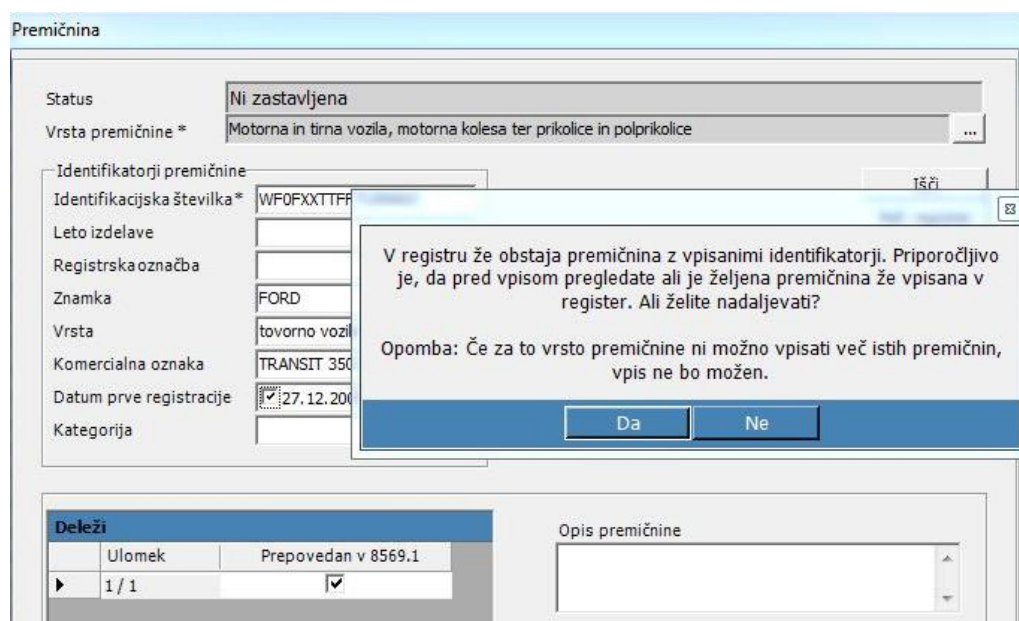 Premičnina
Status Ni zastavljena
Vrsta premičnine * Motorna in tirna vozila, motorna kolesa ter prikolice in polprikolice ...
Identifikatorji premičnine
Išči
Identifikacijska številka* WF0FXXTTFF
Leto izdelave
Registrskaoznačba
Znamka FORD
Vrsta tovorno vozil
Komercialna oznaka TRANSIT 350
Datum prve registracije 27.12.200
Kategorija
V registru že obstaja premičnina z vpisanimi identifikatorji. Priporočljivo
je, da pred vpisom pregledate ali je željena premičnina že vpisana v
register. Ali želite nadaljevati?
Opomba: Če za to vrsto premičnine ni možno vpisati več istih premičnin,
vpis ne bo možen.
Da Ne
Deleži
Ulomek Prepovedan v 8569.1
1 / 1
Opis premičnine